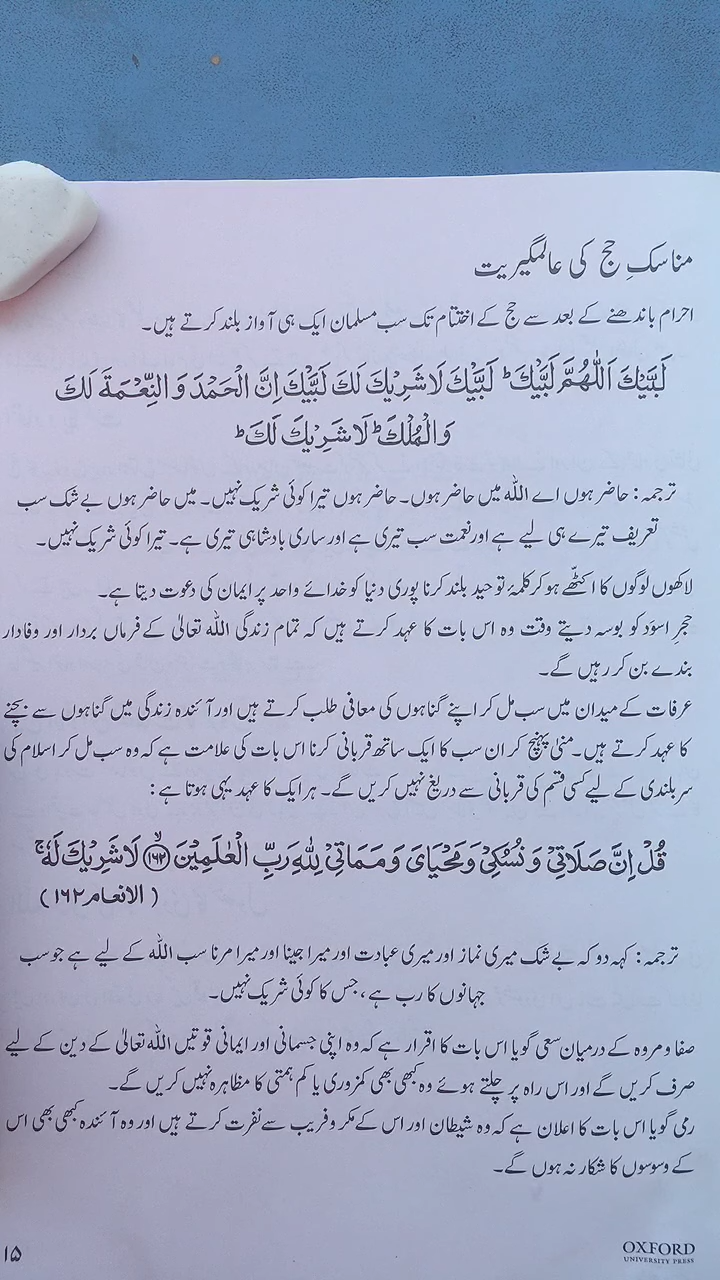 مناسکِ حج کی عالمگیریت
احرام باندھنے کے بعد سے حج کے اختتام تک سب مسلمان ایک ہی آواز بلند کرتے ہیں۔
لَبَّيْكَ اَللّٰهُمَّ لَبَّيْكَ ؕ لَبَّيْكَ لَا شَرِيْكَ لَكَ لَبَّيْكَ اِنَّ الْحَمْدَ وَالنِّعْمَةَ لَكَ
وَالْمُلْكَ ؕ لَا شَرِيْكَ لَكَ ؕ
ترجمہ: حاضر ہوں اے اللہ میں حاضر ہوں۔ حاضر ہوں تیرا کوئی شریک نہیں۔ میں حاضر ہوں بے شک سب
تعریف تیرے ہی لیے ہے اور نعمت سب تیری ہے اور ساری بادشاہی تیری ہے۔ تیرا کوئی شریک نہیں۔
لاکھوں لوگوں کا اکٹھے ہو کر کلمۂ توحید بلند کرنا پوری دنیا کو خدائے واحد پر ایمان کی دعوت دیتا ہے۔
حجرِ اسوَد کو بوسہ دیتے وقت وہ اس بات کا عہد کرتے ہیں کہ تمام زندگی اللہ تعالیٰ کے فرماں بردار اور وفادار
بندے بن کر رہیں گے۔
عرفات کے میدان میں سب مل کر اپنے گناہوں کی معافی طلب کرتے ہیں اور آئندہ زندگی میں گناہوں سے بچنے
کا عہد کرتے ہیں۔ منیٰ پہنچ کر ان سب کا ایک ساتھ قربانی کرنا اس بات کی علامت ہے کہ وہ سب مل کر اسلام کی
سربلندی کے لیے کسی قسم کی قربانی سے دریغ نہیں کریں گے۔ ہر ایک کا عہد یہی ہوتا ہے:
قُلْ اِنَّ صَلَاتِىْ وَ نُسُكِىْ وَ مَحْيَاىَ وَ مَمَاتِىْ لِلّٰهِ رَبِّ الْعٰلَمِيْنَ ۙ﴿۱۶۲﴾ لَا شَرِيْكَ لَهٗ ۚ
(الانعام ۱۶۲)
ترجمہ: کہہ دو کہ بے شک میری نماز اور میری عبادت اور میرا جینا اور میرا مرنا سب اللہ کے لیے ہے جو سب
جہانوں کا رب ہے، جس کا کوئی شریک نہیں۔
صفا و مروہ کے درمیان سعی گویا اس بات کا اقرار ہے کہ وہ اپنی جسمانی اور ایمانی قوتیں اللہ تعالیٰ کے دین کے لیے
صرف کریں گے اور اس راہ پر چلتے ہوئے وہ کبھی بھی کمزوری یا کم ہمتی کا مظاہرہ نہیں کریں گے۔
رمی گویا اس بات کا اعلان ہے کہ وہ شیطان اور اس کے مکر و فریب سے نفرت کرتے ہیں اور وہ آئندہ کبھی بھی اس
کے وسوسوں کا شکار نہ ہوں گے۔
۱۵
OXFORD
UNIVERSITY PRESS